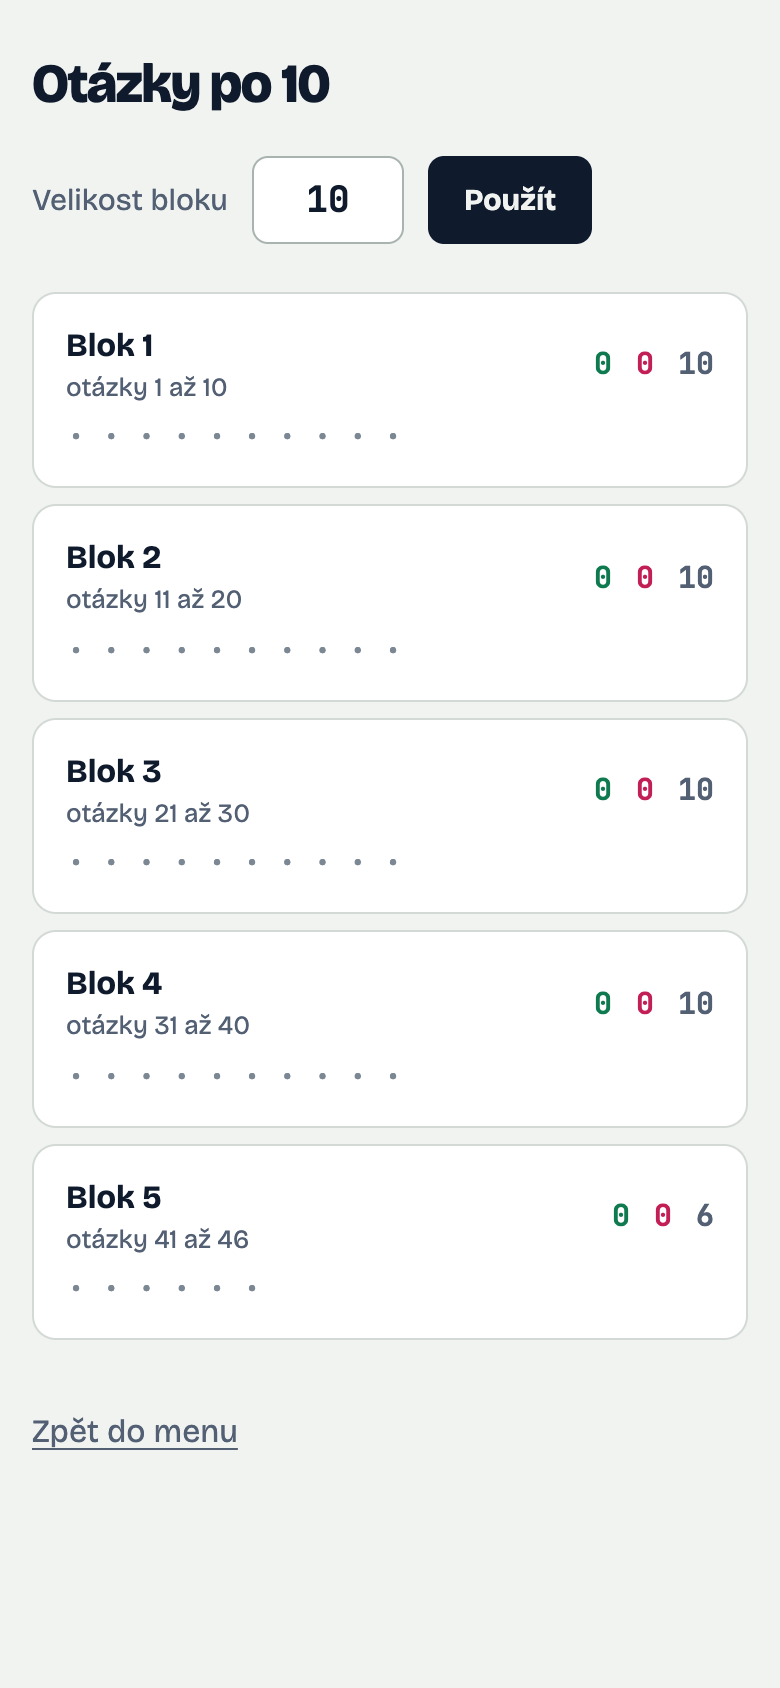 Otázky po 10
Velikost bloku 10 Použít
Blok 1
otázky 1 až 10
0 0 10
Blok 2
otázky 11 až 20
0 0 10
Blok 3
otázky 21 až 30
0 0 10
Blok 4
otázky 31 až 40
0 0 10
Blok 5
otázky 41 až 46
0 0 6
Zpět do menu